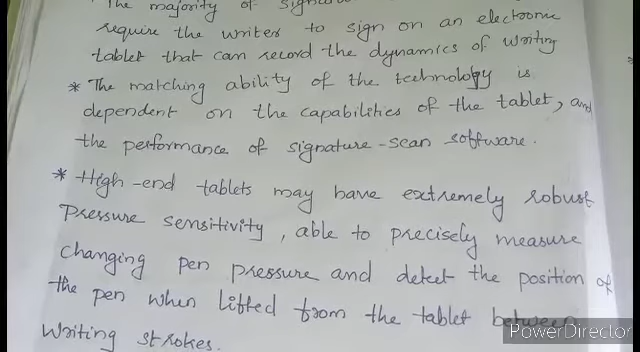 The majority of
require the writer to sign on an electronic
tablet that can record the dynamics of writing
* The matching ability of the technology is
dependent on the capabilities of the tablet, and
the performance of signature-scan software.
* High-end tablets may have extremely robust
Pressure sensitivity, able to precisely measure
changing pen pressure and detect the position of
the pen when lifted from the tablet between
writing strokes.
PowerDirector